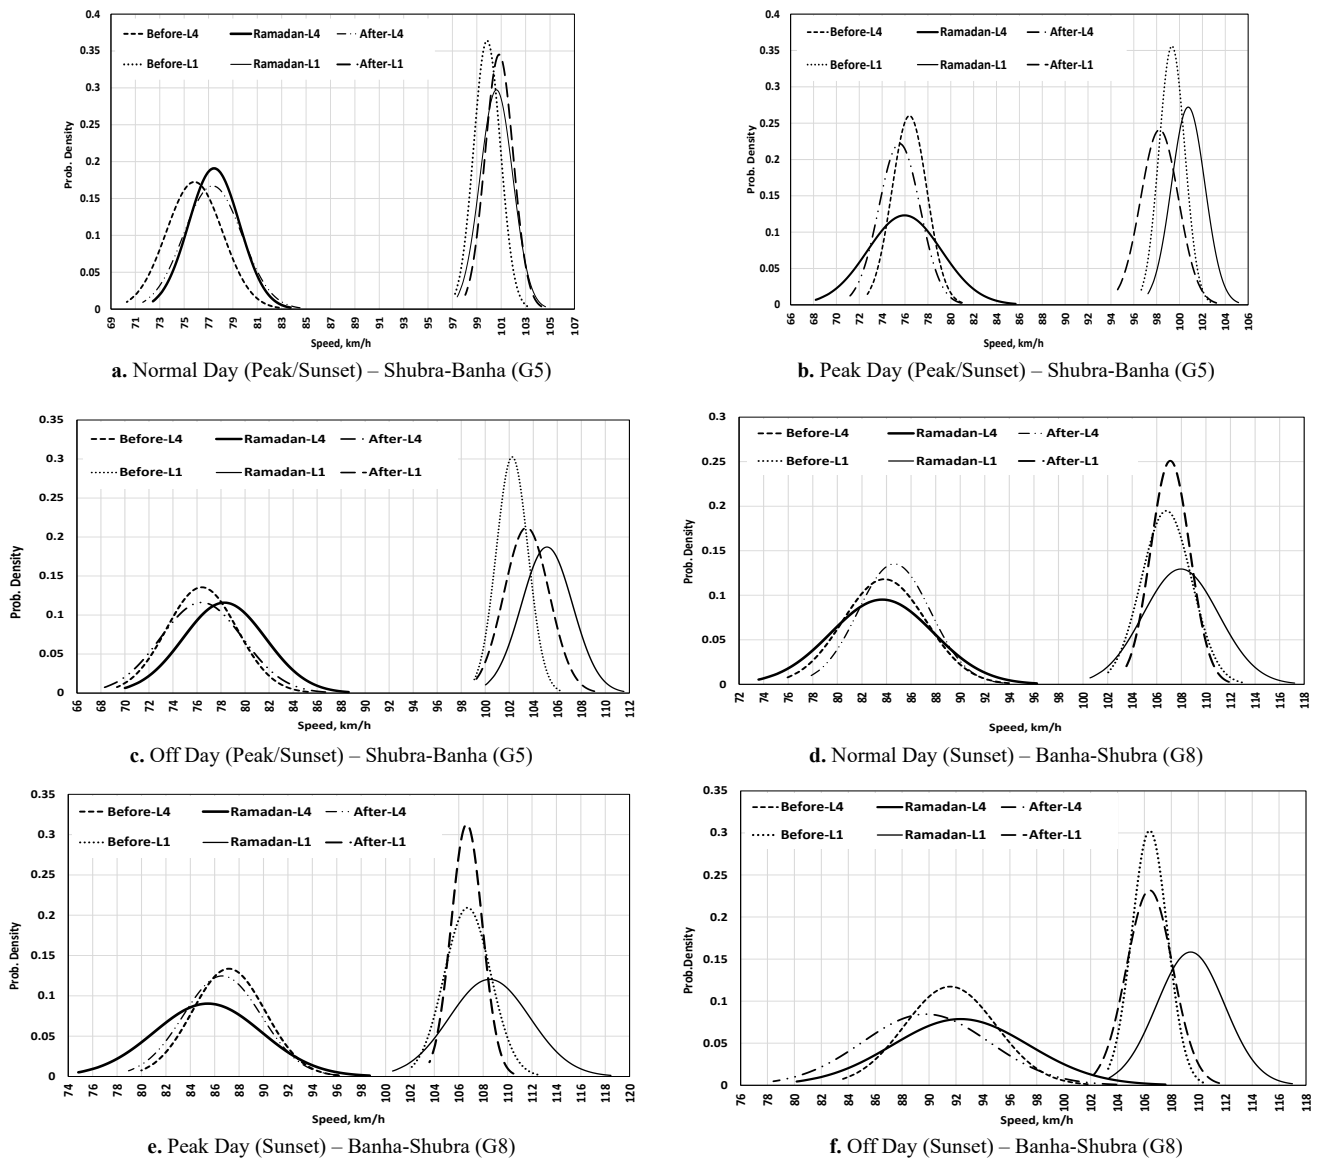 0.4
0.35
0.3
0.25
0.2
0.15
0.1
0.05
0
Prob. Density
Before-L4 Ramadan-L4 After-L4
Before-L1 Ramadan-L1 After-L1
69 71 73 75 77 79 81 83 85 87 89 91 93 95 97 99 101 103 105 107
Speed, km/h
a. Normal Day (Peak/Sunset) – Shubra-Banha (G5)
0.4
0.35
0.3
0.25
0.2
0.15
0.1
0.05
0
Prob. Density
Before-L4 Ramadan-L4 After-L4
Before-L1 Ramadan-L1 After-L1
66 68 70 72 74 76 78 80 82 84 86 88 90 92 94 96 98 100 102 104 106
Speed, km/h
b. Peak Day (Peak/Sunset) – Shubra-Banha (G5)
0.35
0.3
0.25
0.2
0.15
0.1
0.05
0
Prob. Density
Before-L4 Ramadan-L4 After-L4
Before-L1 Ramadan-L1 After-L1
66 68 70 72 74 76 78 80 82 84 86 88 90 92 94 96 98 100 102 104 106 108 110 112
Speed, km/h
c. Off Day (Peak/Sunset) – Shubra-Banha (G5)
0.3
0.25
0.2
0.15
0.1
0.05
0
Prob. Density
Before-L4 Ramadan-L4 After-L4
Before-L1 Ramadan-L1 After-L1
72 74 76 78 80 82 84 86 88 90 92 94 96 98 100 102 104 106 108 110 112 114 116 118
Speed, km/h
d. Normal Day (Sunset) – Banha-Shubra (G8)
0.35
0.3
0.25
0.2
0.15
0.1
0.05
0
Prob. Density
Before-L4 Ramadan-L4 After-L4
Before-L1 Ramadan-L1 After-L1
74 76 78 80 82 84 86 88 90 92 94 96 98 100 102 104 106 108 110 112 114 116 118 120
Speed, km/h
e. Peak Day (Sunset) – Banha-Shubra (G8)
0.35
0.3
0.25
0.2
0.15
0.1
0.05
0
Prob.Density
Before-L4 Ramadan-L4 After-L4
Before-L1 Ramadan-L1 After-L1
76 78 80 82 84 86 88 90 92 94 96 98 100 102 104 106 108 110 112 114 116 118
Speed, km/h
f. Off Day (Sunset) – Banha-Shubra (G8)